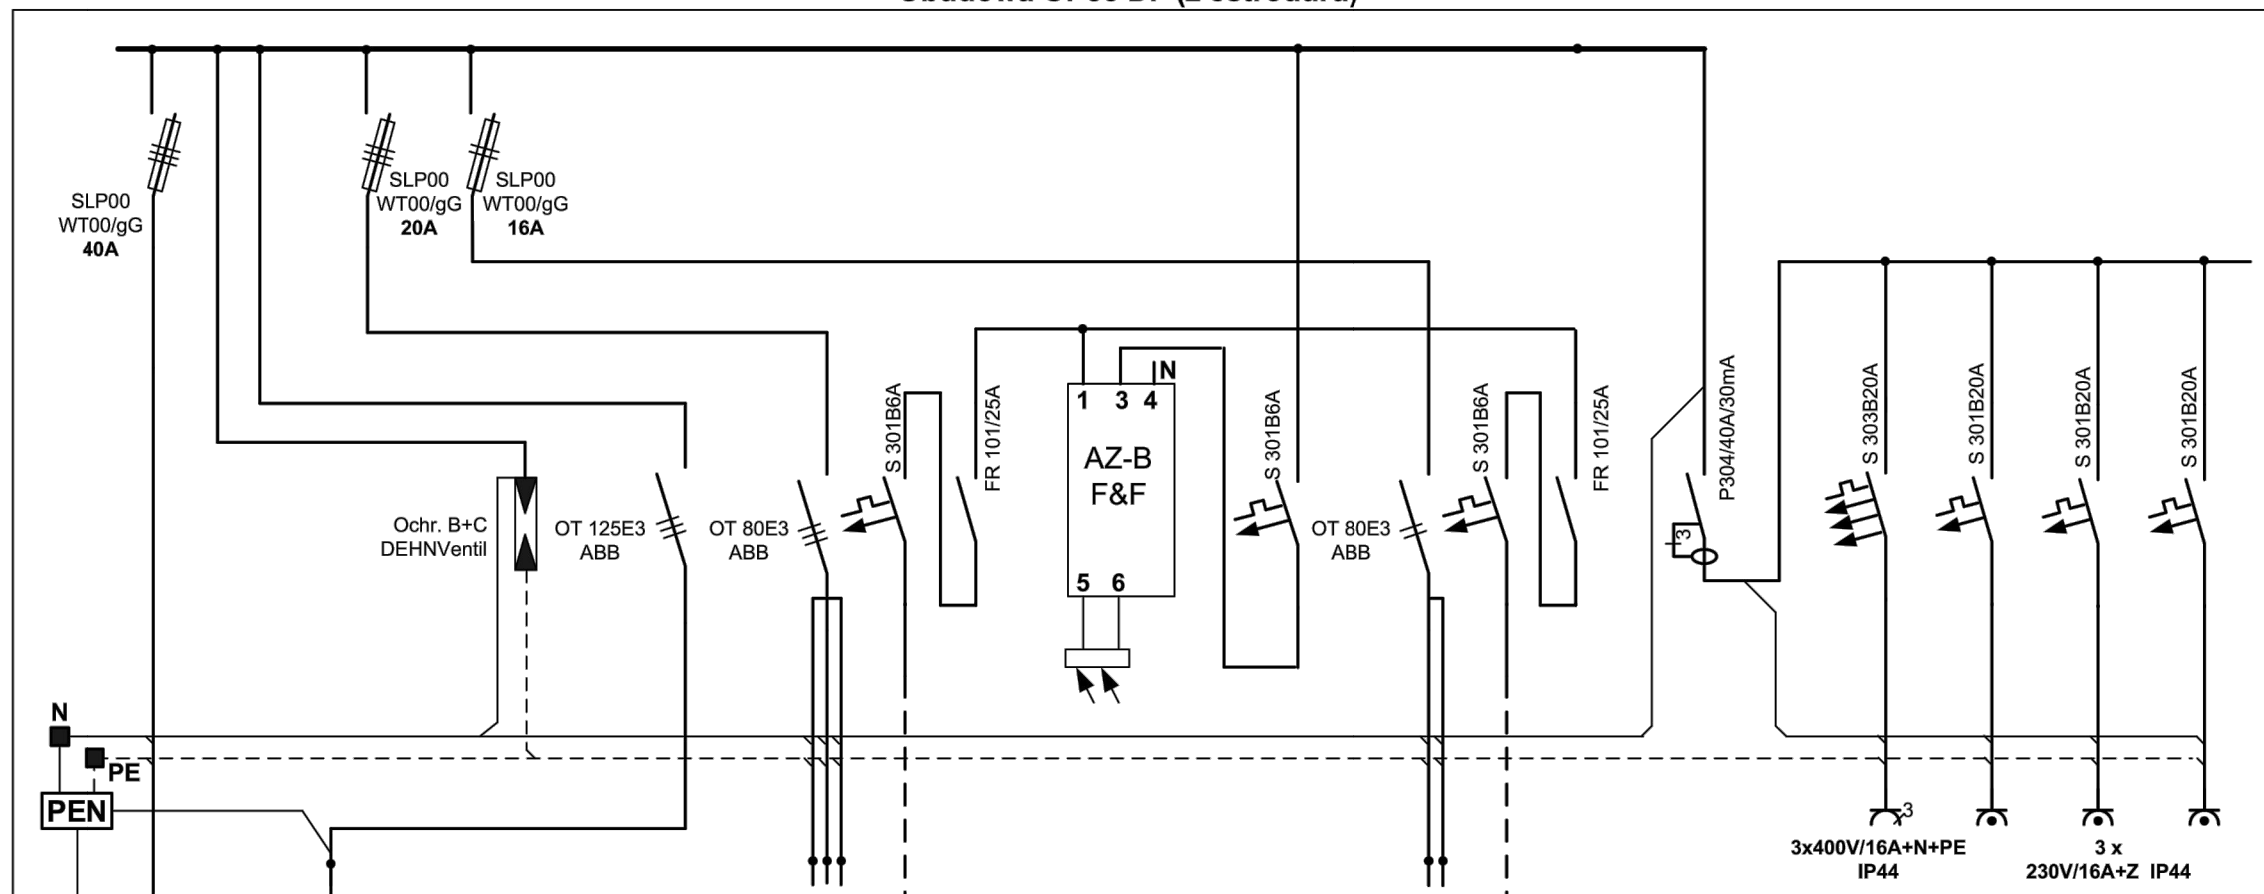 SLP00
WT00/gG
40A
SLP00
WT00/gG
20A
SLP00
WT00/gG
16A
Ochr. B+C
DEHNVentil
OT 125E3
ABB
OT 80E3
ABB
S 301B6A
FR 101/25A
N
1 3 4
AZ-B
F&F
5 6
S 301B6A
OT 80E3
ABB
S 301B6A
FR 101/25A
P304/40A/30mA
3
S 303B20A
S 301B20A
S 301B20A
S 301B20A
N
PE
PEN
3
3x400V/16A+N+PE
IP44
3 x
230V/16A+Z IP44